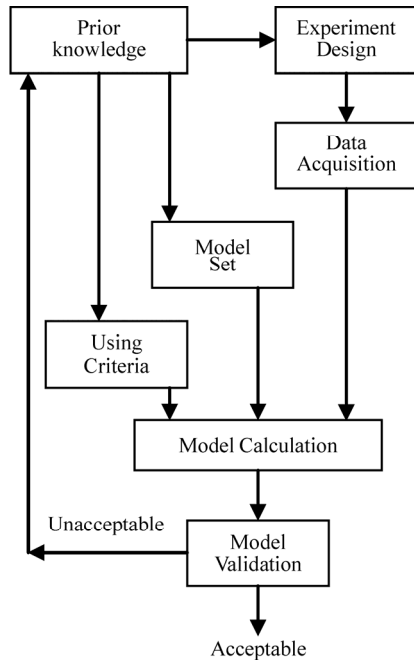 Prior
knowledge
Experiment
Design
Data
Acquisition
Model
Set
Using
Criteria
Model Calculation
Unacceptable
Model
Validation
Acceptable